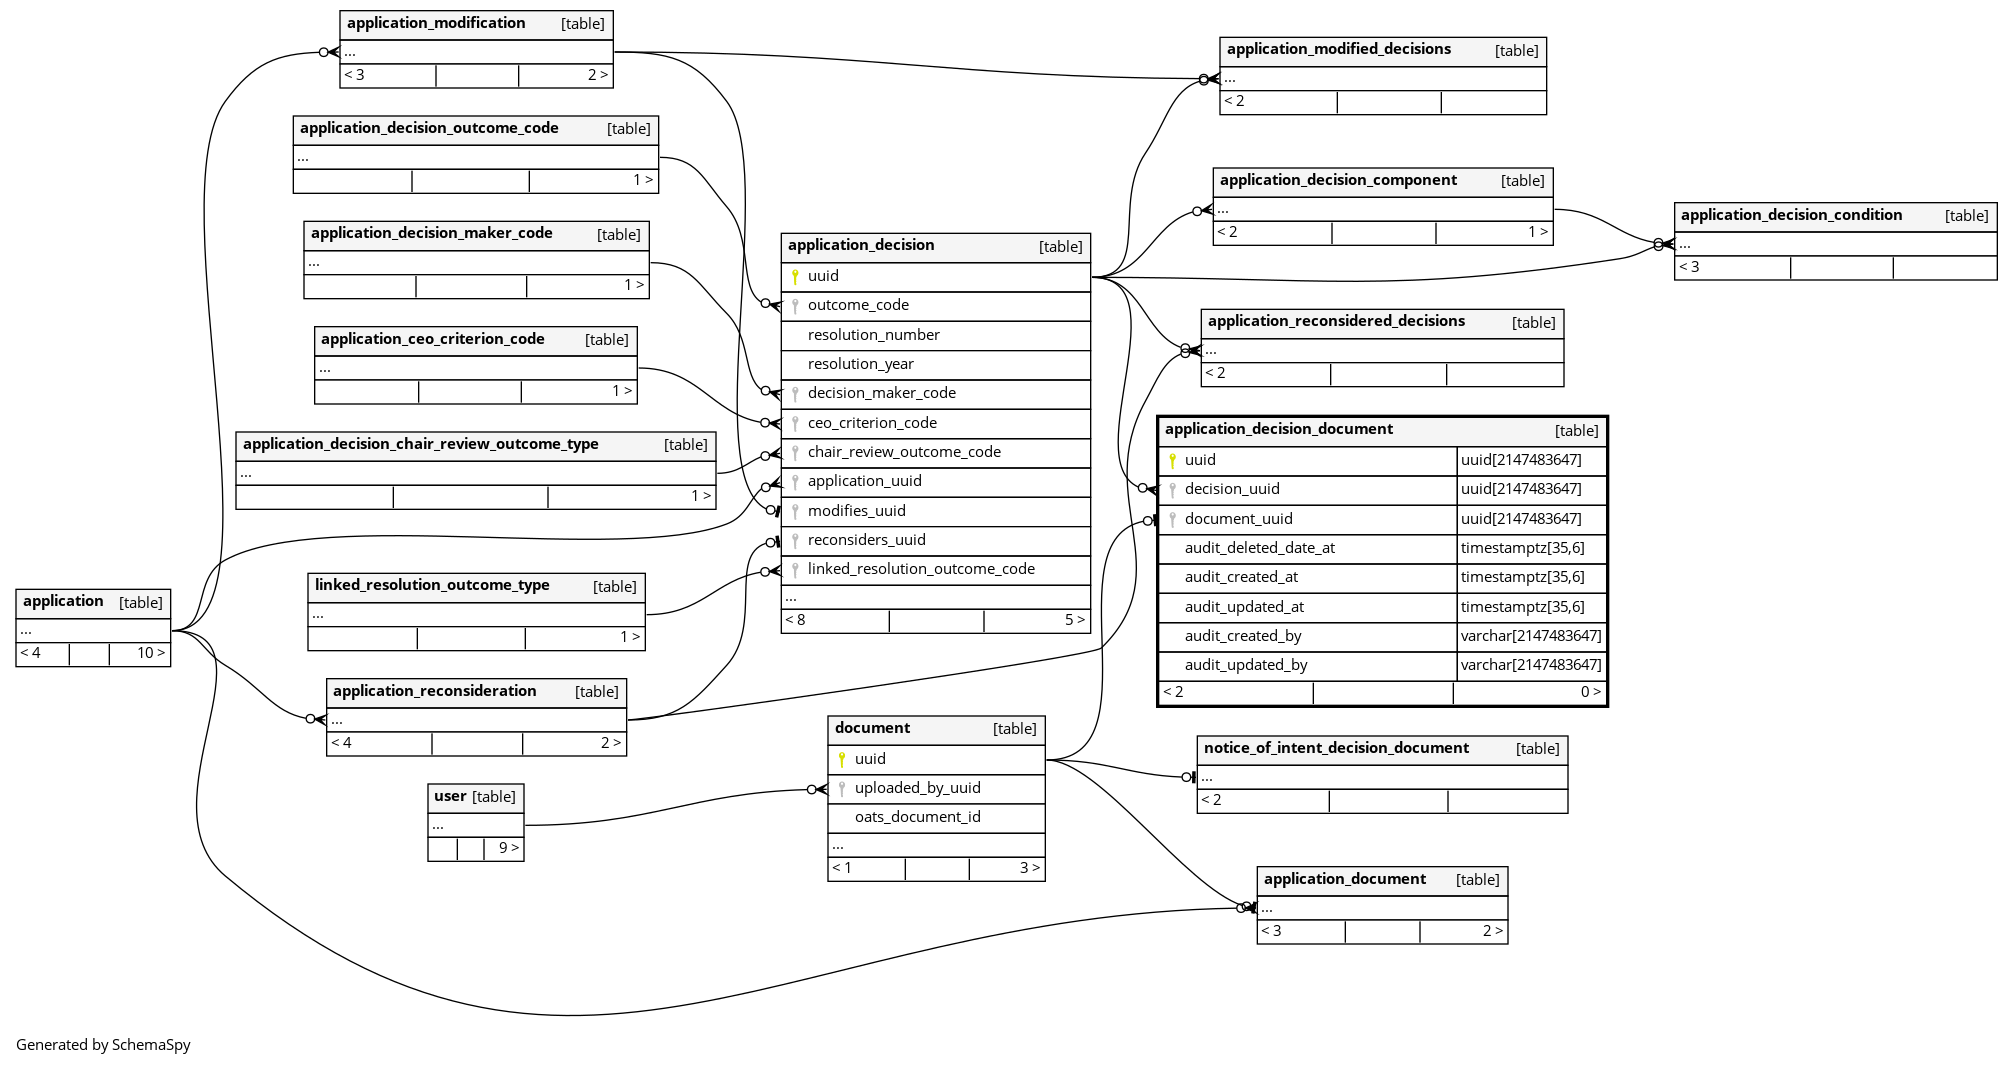 application_modification [table]
...
< 3 2 >
application_decision_outcome_code [table]
...
1 >
application_decision_maker_code [table]
...
1 >
application_ceo_criterion_code [table]
...
1 >
application_decision_chair_review_outcome_type [table]
...
1 >
application [table]
...
< 4 10 >
linked_resolution_outcome_type [table]
...
1 >
application_reconsideration [table]
...
< 4 2 >
user [table]
...
9 >
application_decision [table]
uuid
outcome_code
resolution_number
resolution_year
decision_maker_code
ceo_criterion_code
chair_review_outcome_code
application_uuid
modifies_uuid
reconsiders_uuid
linked_resolution_outcome_code
...
< 8 5 >
document [table]
uuid
uploaded_by_uuid
oats_document_id
...
< 1 3 >
application_modified_decisions [table]
...
< 2
application_decision_component [table]
...
< 2 1 >
application_decision_condition [table]
...
< 3
application_reconsidered_decisions [table]
...
< 2
application_decision_document [table]
uuid uuid[2147483647]
decision_uuid uuid[2147483647]
document_uuid uuid[2147483647]
audit_deleted_date_at timestamptz[35,6]
audit_created_at timestamptz[35,6]
audit_updated_at timestamptz[35,6]
audit_created_by varchar[2147483647]
audit_updated_by varchar[2147483647]
< 2 0 >
notice_of_intent_decision_document [table]
...
< 2
application_document [table]
...
< 3 2 >
Generated by SchemaSpy